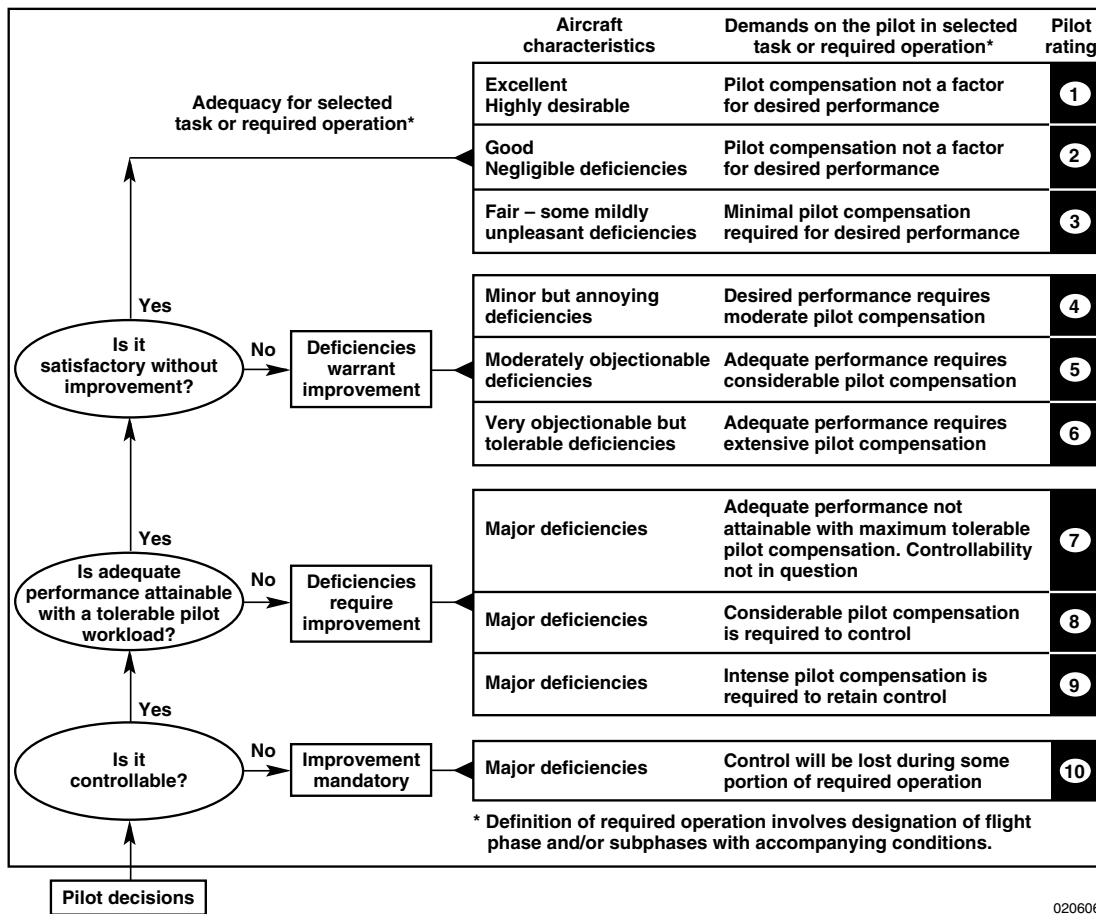 Aircraft
characteristics
Demands on the pilot in selected
task or required operation*
Pilot
rating
Adequacy for selected
task or required operation*
Excellent
Highly desirable
Pilot compensation not a factor
for desired performance
1
Good
Negligible deficiencies
Pilot compensation not a factor
for desired performance
2
Fair – some mildly
unpleasant deficiencies
Minimal pilot compensation
required for desired performance
3
Yes
Is it
satisfactory without
improvement?
No
Deficiencies
warrant
improvement
Minor but annoying
deficiencies
Desired performance requires
moderate pilot compensation
4
Moderately objectionable
deficiencies
Adequate performance requires
considerable pilot compensation
5
Very objectionable but
tolerable deficiencies
Adequate performance requires
extensive pilot compensation
6
Yes
Is adequate
performance attainable
with a tolerable pilot
workload?
No
Deficiencies
require
improvement
Major deficiencies
Adequate performance not
attainable with maximum tolerable
pilot compensation. Controllability
not in question
7
Major deficiencies
Considerable pilot compensation
is required to control
8
Major deficiencies
Intense pilot compensation is
required to retain control
9
Yes
Is it
controllable?
No
Improvement
mandatory
Major deficiencies
Control will be lost during some
portion of required operation
10
* Definition of required operation involves designation of flight
phase and/or subphases with accompanying conditions.
Pilot decisions
020606